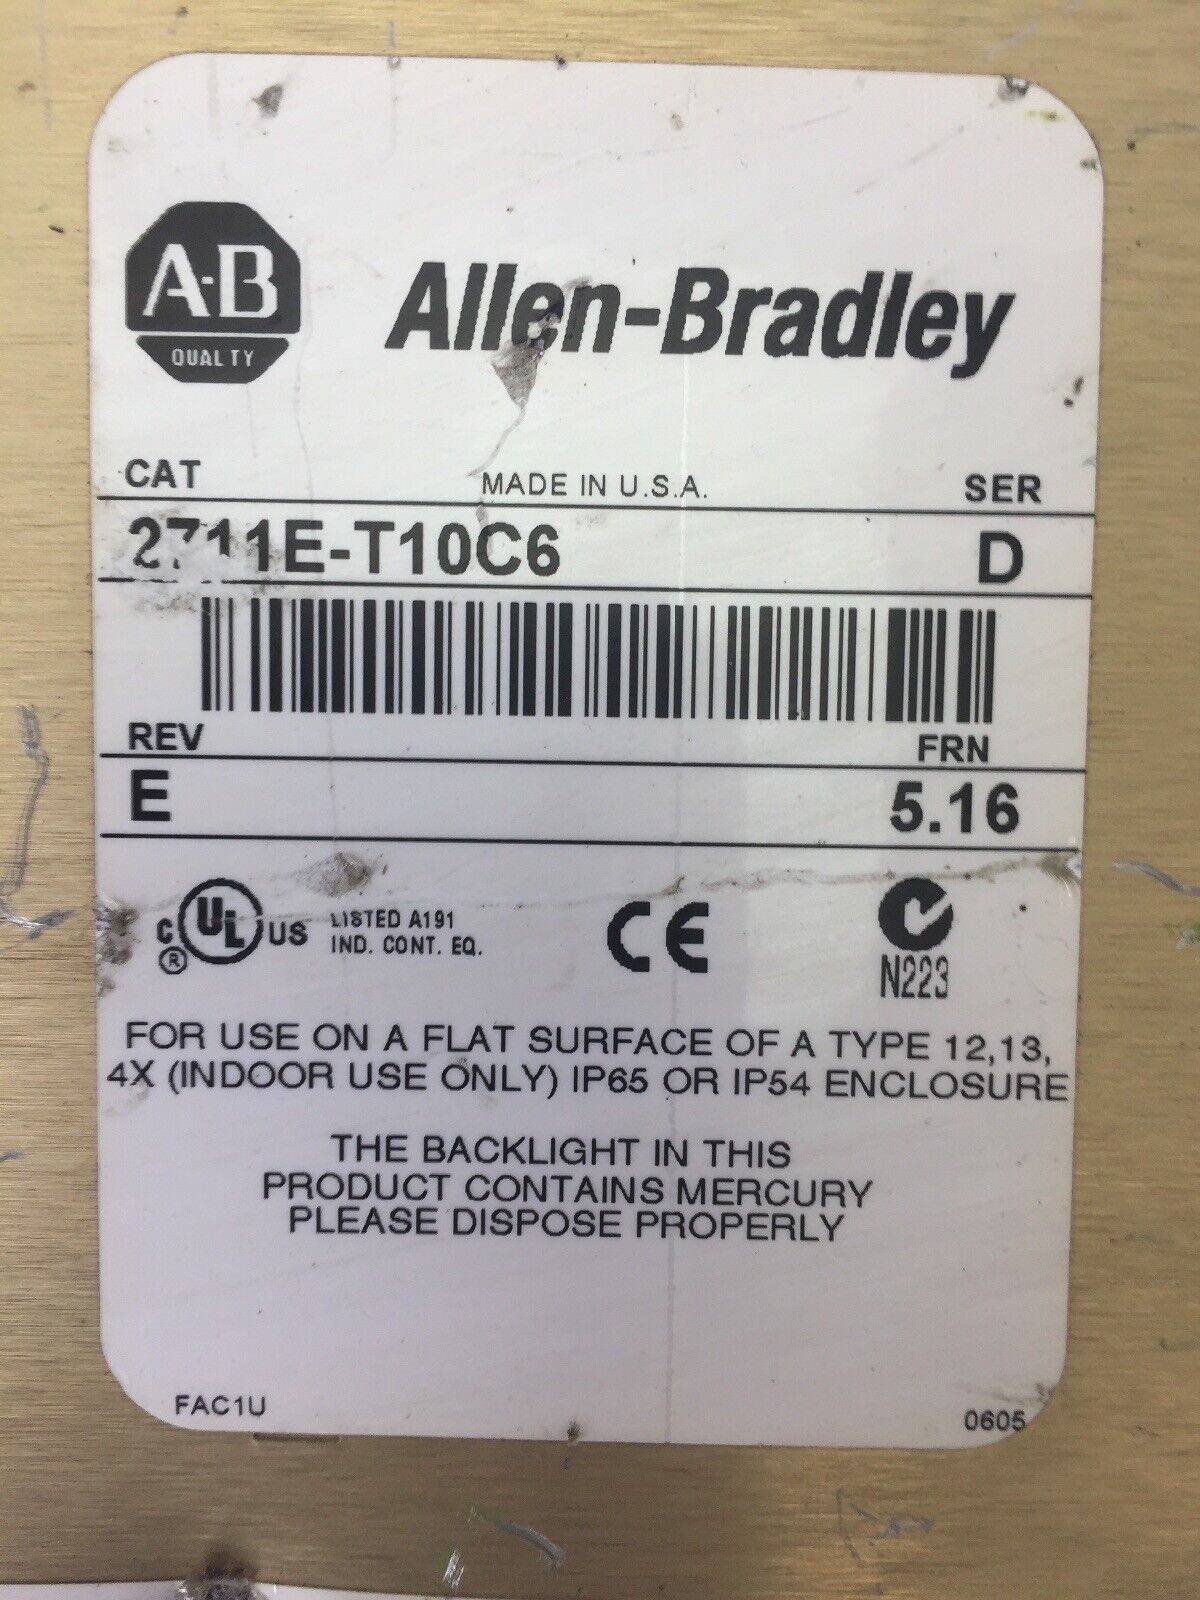 A-B
QUALTY
Allen-Bradley
CAT MADE IN U.S.A. SER
2711E-T10C6 D
REV FRN
E 5.16
C UL US LISTED A191
® IND. CONT. EQ.
CE
N223
FOR USE ON A FLAT SURFACE OF A TYPE 12,13,
4X (INDOOR USE ONLY) IP65 OR IP54 ENCLOSURE
THE BACKLIGHT IN THIS
PRODUCT CONTAINS MERCURY
PLEASE DISPOSE PROPERLY
FAC1U 0605